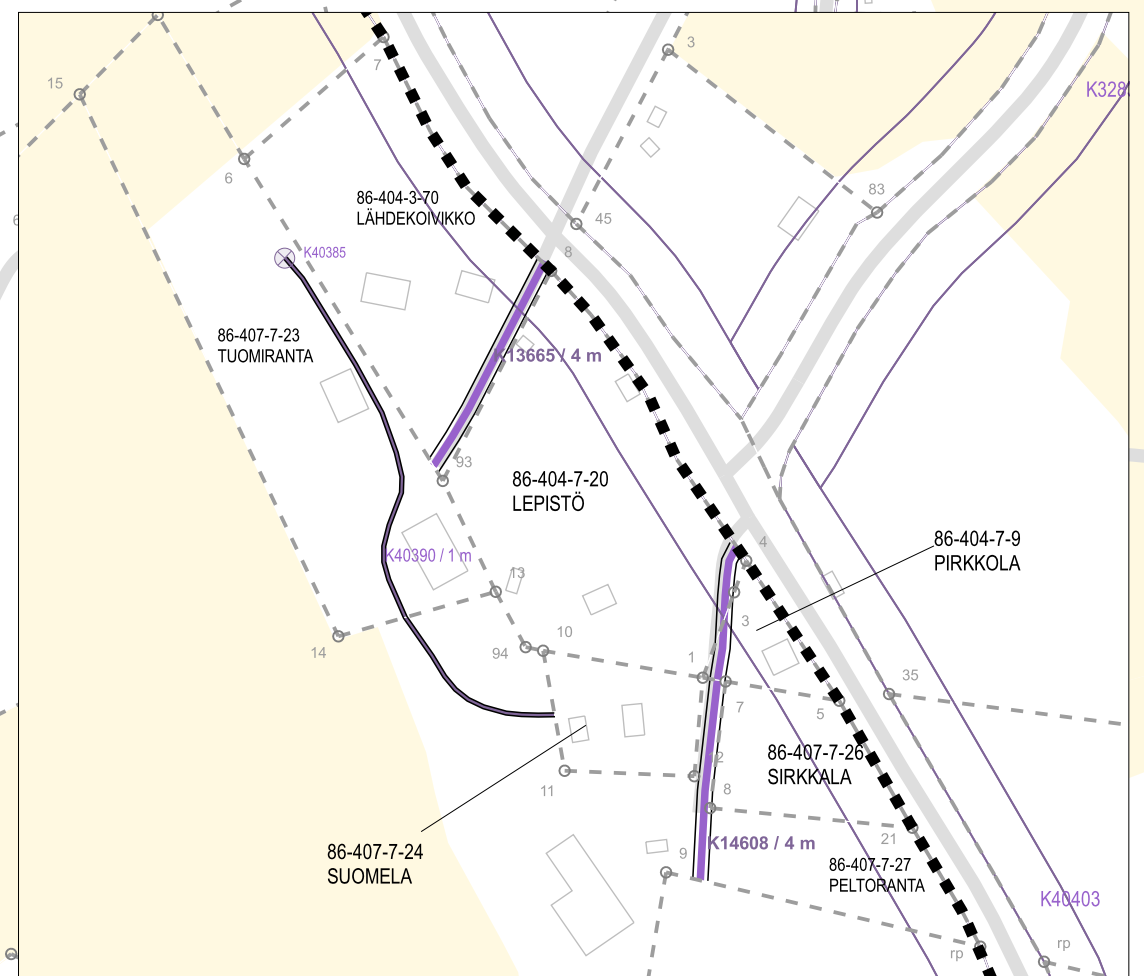 3
15
7
K328
6
83
86-404-3-70
LÄHDEKOIVIKKO
6
45
8
K40385
86-407-7-23
TUOMIRANTA
K13665 / 4 m
93
86-404-7-20
LEPISTÖ
86-404-7-9
PIRKKOLA
4
K40390 / 1 m
13
3
10
94
14
1
35
7
5
86-407-7-26
SIRKKALA
2
11
8
21
K14608 / 4 m
86-407-7-24
SUOMELA
9
86-407-7-27
PELTORANTA
K40403
rp
rp